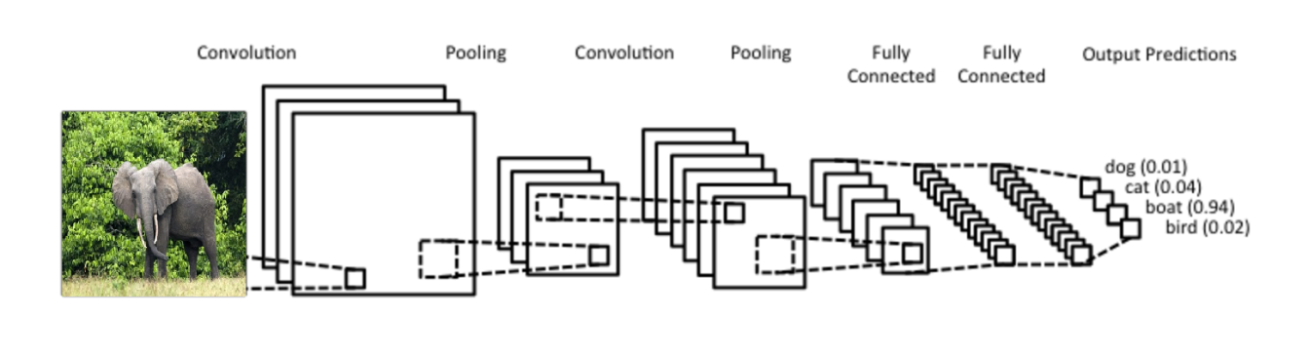 Convolution
Pooling
Convolution
Pooling
Fully
Connected
Fully
Connected
Output Predictions
dog (0.01)
cat (0.04)
boat (0.94)
bird (0.02)